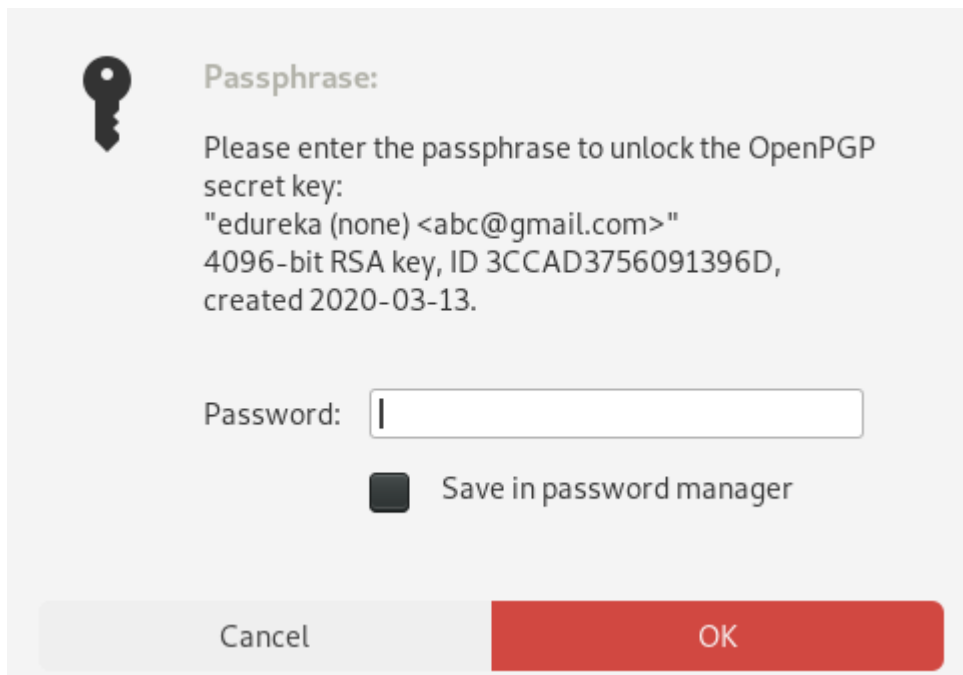 Passphrase:
Please enter the passphrase to unlock the OpenPGP
secret key:
"edureka (none) <abc@gmail.com>"
4096-bit RSA key, ID 3CCAD3756091396D,
created 2020-03-13.
Password:
Save in password manager
Cancel OK